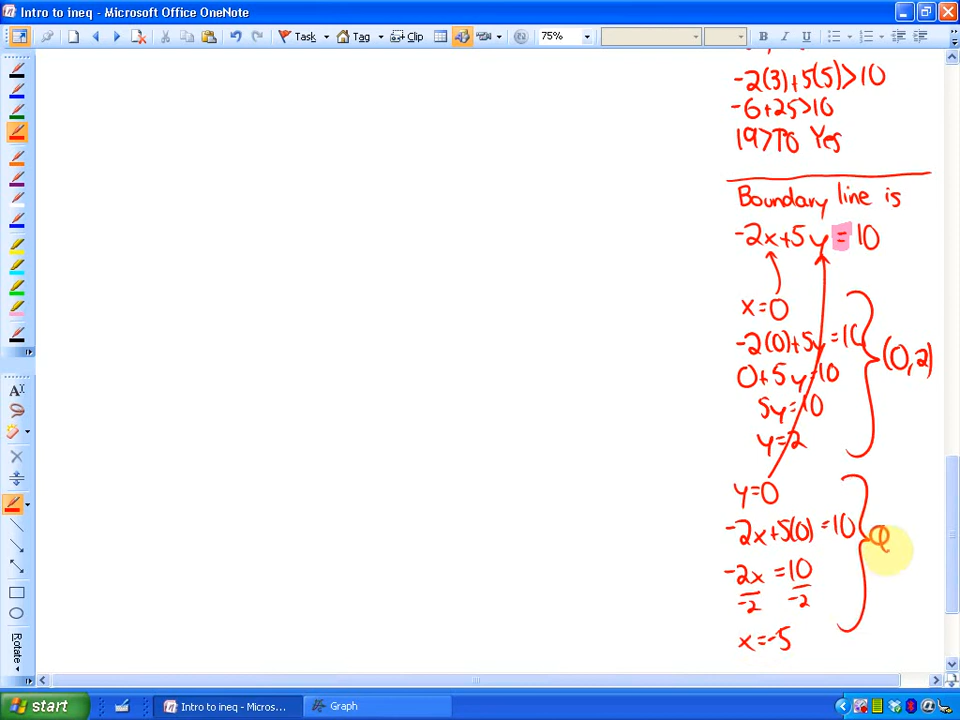 Intro to ineq - Microsoft Office OneNote
Task
Tag
Clip
75%
B I U
-2(3)+5(5)>10
-6+25>10
19>10 Yes
Boundary line is
-2x+5y=10
x=0
-2(0)+5y=10
0+5y=10
5y=10
y=2
(0,2)
y=0
-2x+5(0)=10
-2x =10
-2 -2
x=-5
A
Rotate
start
Intro to ineq - Microsoft...
Graph